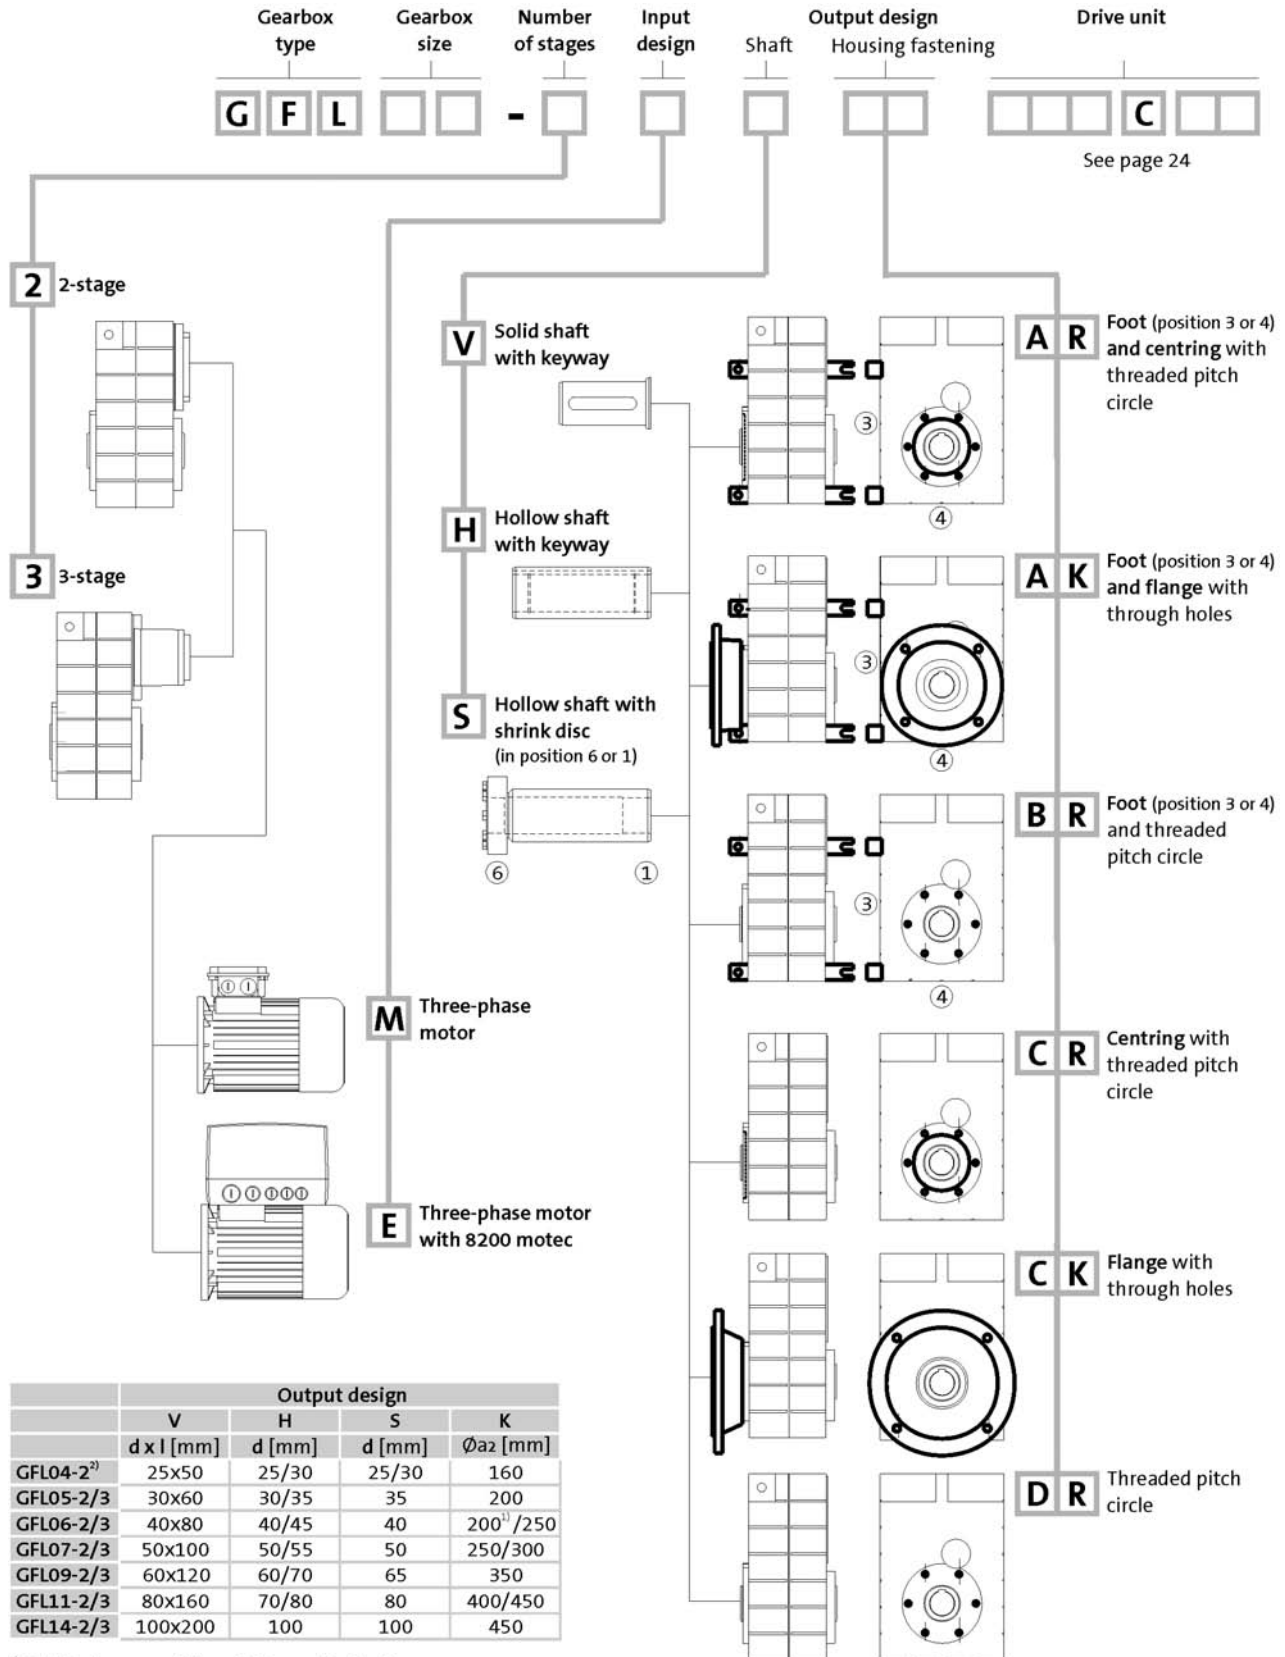 Gearbox type
Gearbox size
Number of stages
Input design
Output design
Shaft
Housing fastening
Drive unit
G F L - C
See page 24
2 2-stage
3 3-stage
V Solid shaft
with keyway
H Hollow shaft
with keyway
S Hollow shaft with
shrink disc
(in position 6 or 1)
6 1
M Three-phase
motor
E Three-phase motor
with 8200 motec
A R Foot (position 3 or 4)
and centring with
threaded pitch
circle
3
4
A K Foot (position 3 or 4)
and flange with
through holes
3
4
B R Foot (position 3 or 4)
and threaded
pitch circle
3
4
C R Centring with
threaded pitch
circle
C K Flange with
through holes
D R Threaded pitch
circle
Output design
V H S K
d x l [mm] d [mm] d [mm] Øa2 [mm]
GFL04-2²⁾ 25x50 25/30 25/30 160
GFL05-2/3 30x60 30/35 35 200
GFL06-2/3 40x80 40/45 40 200¹⁾/250
GFL07-2/3 50x100 50/55 50 250/300
GFL09-2/3 60x120 60/70 65 350
GFL11-2/3 80x160 70/80 80 400/450
GFL14-2/3 100x200 100 100 450